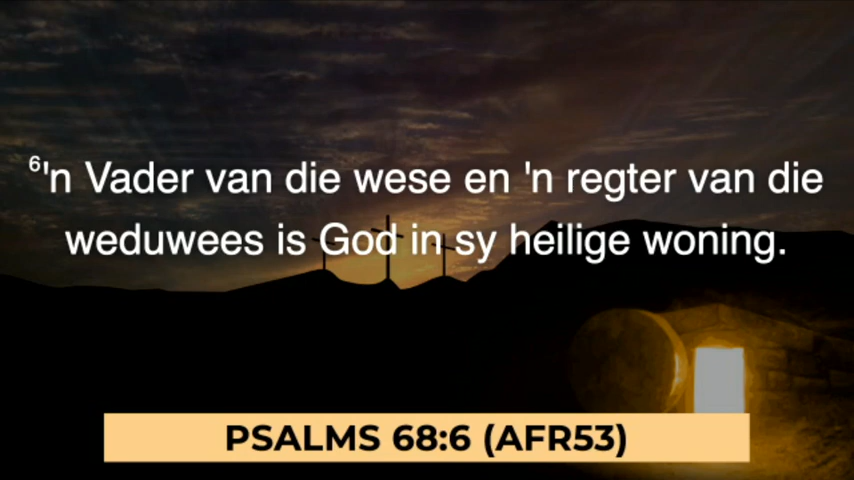 ⁶'n Vader van die wese en 'n regter van die
weduwees is God in sy heilige woning.
PSALMS 68:6 (AFR53)